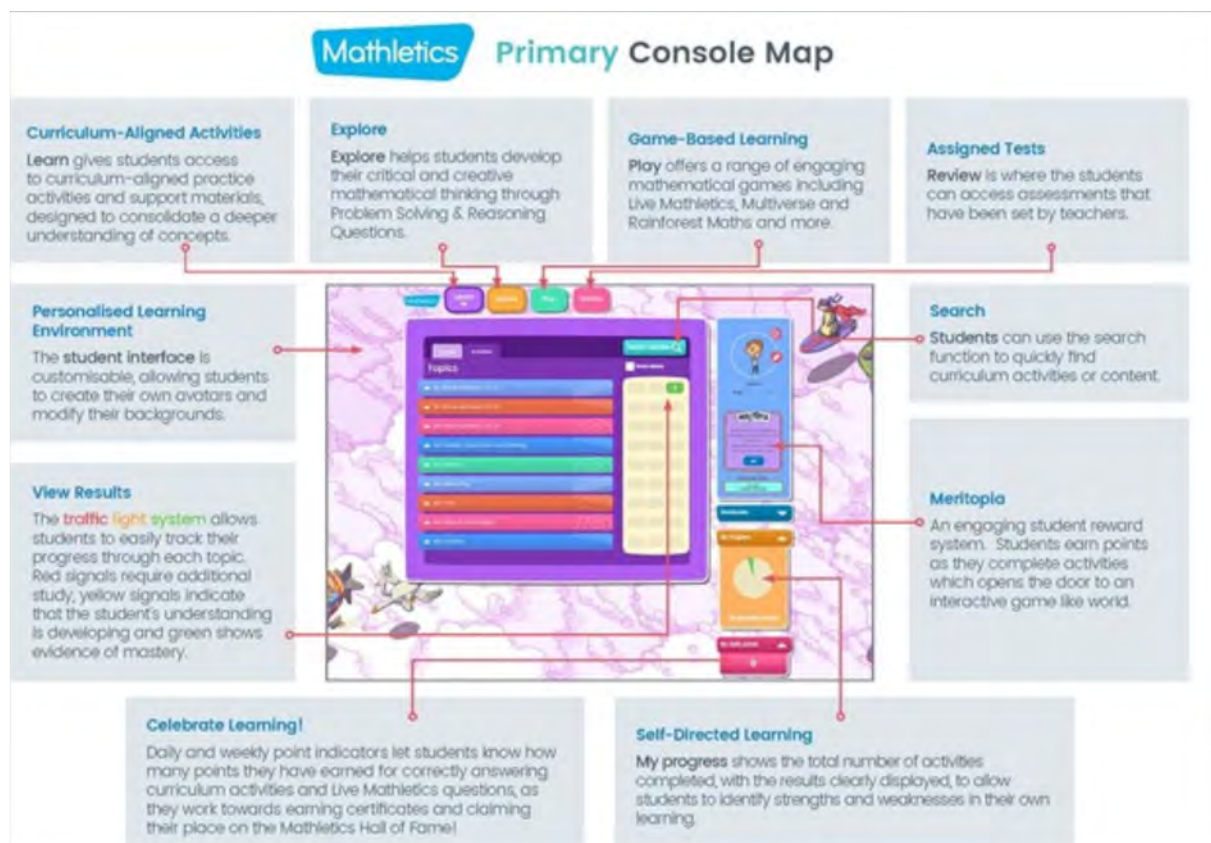 Mathletics Primary Console Map
Curriculum-Aligned Activities
Learn gives students access
to curriculum-aligned practice
activities and support materials,
designed to consolidate a deeper
understanding of concepts.
Explore
Explore helps students develop
their critical and creative
mathematical thinking through
Problem Solving & Reasoning
Questions.
Game-Based Learning
Play offers a range of engaging
mathematical games including
Live Mathletics, Multiverse and
Rainforest Maths and more.
Assigned Tests
Review is where the students
can access assessments that
have been set by teachers.
Personalised Learning
Environment
The student interface is
customisable, allowing students
to create their own avatars and
modify their backgrounds.
Topics
Search
Students can use the search
function to quickly find
curriculum activities or content.
View Results
The traffic light system allows
students to easily track their
progress through each topic.
Red signals require additional
study, yellow signals indicate
that the student's understanding
is developing and green shows
evidence of mastery.
Meritopia
An engaging student reward
system. Students earn points
as they complete activities
which opens the door to an
interactive game like world.
Celebrate Learning!
Daily and weekly point indicators let students know how
many points they have earned for correctly answering
curriculum activities and Live Mathletics questions, as
they work towards earning certificates and claiming
their place on the Mathletics Hall of Fame!
Self-Directed Learning
My progress shows the total number of activities
completed, with the results clearly displayed, to allow
students to identify strengths and weaknesses in their own
learning.